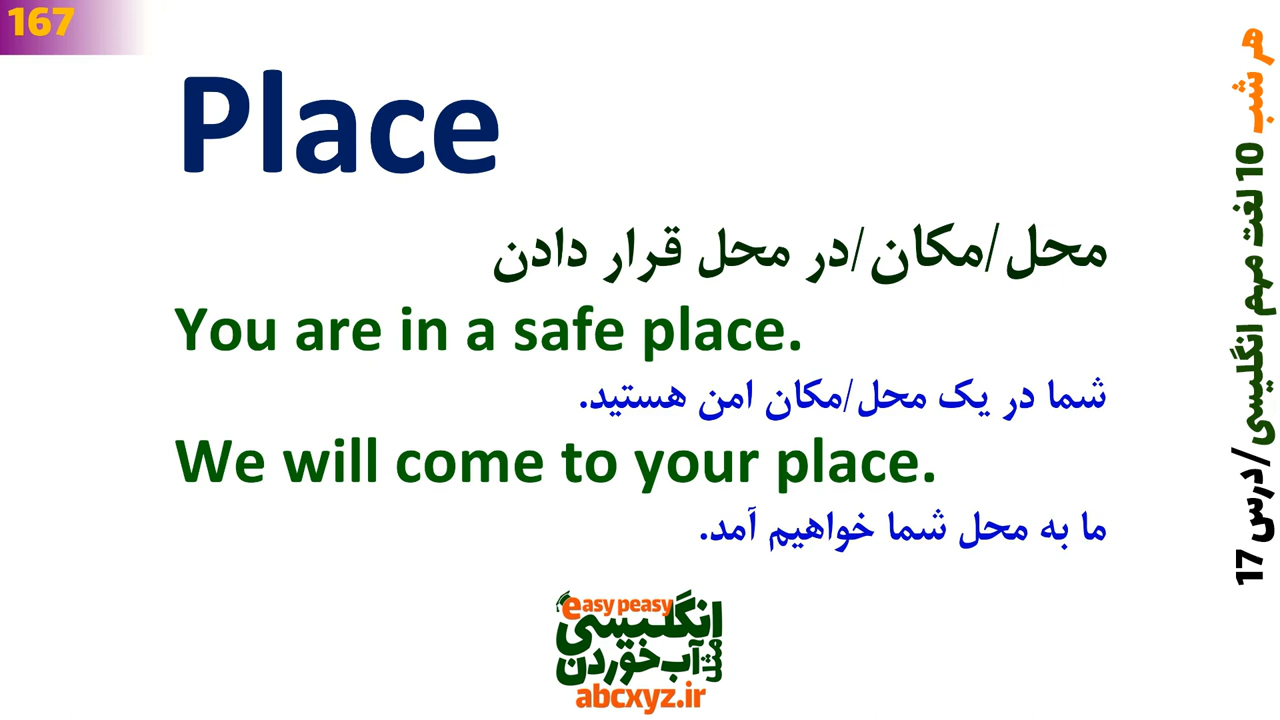 167
Place
محل/مکان/در محل قرار دادن
You are in a safe place.
شما در یک محل/مکان امن هستید.
We will come to your place.
ما به محل شما خواهیم آمد.
هر شب 10 لغت مهم انگلیسی/درس 17
easy peasy
انگلیسی
مثل آب خوردن
abcxyz.ir